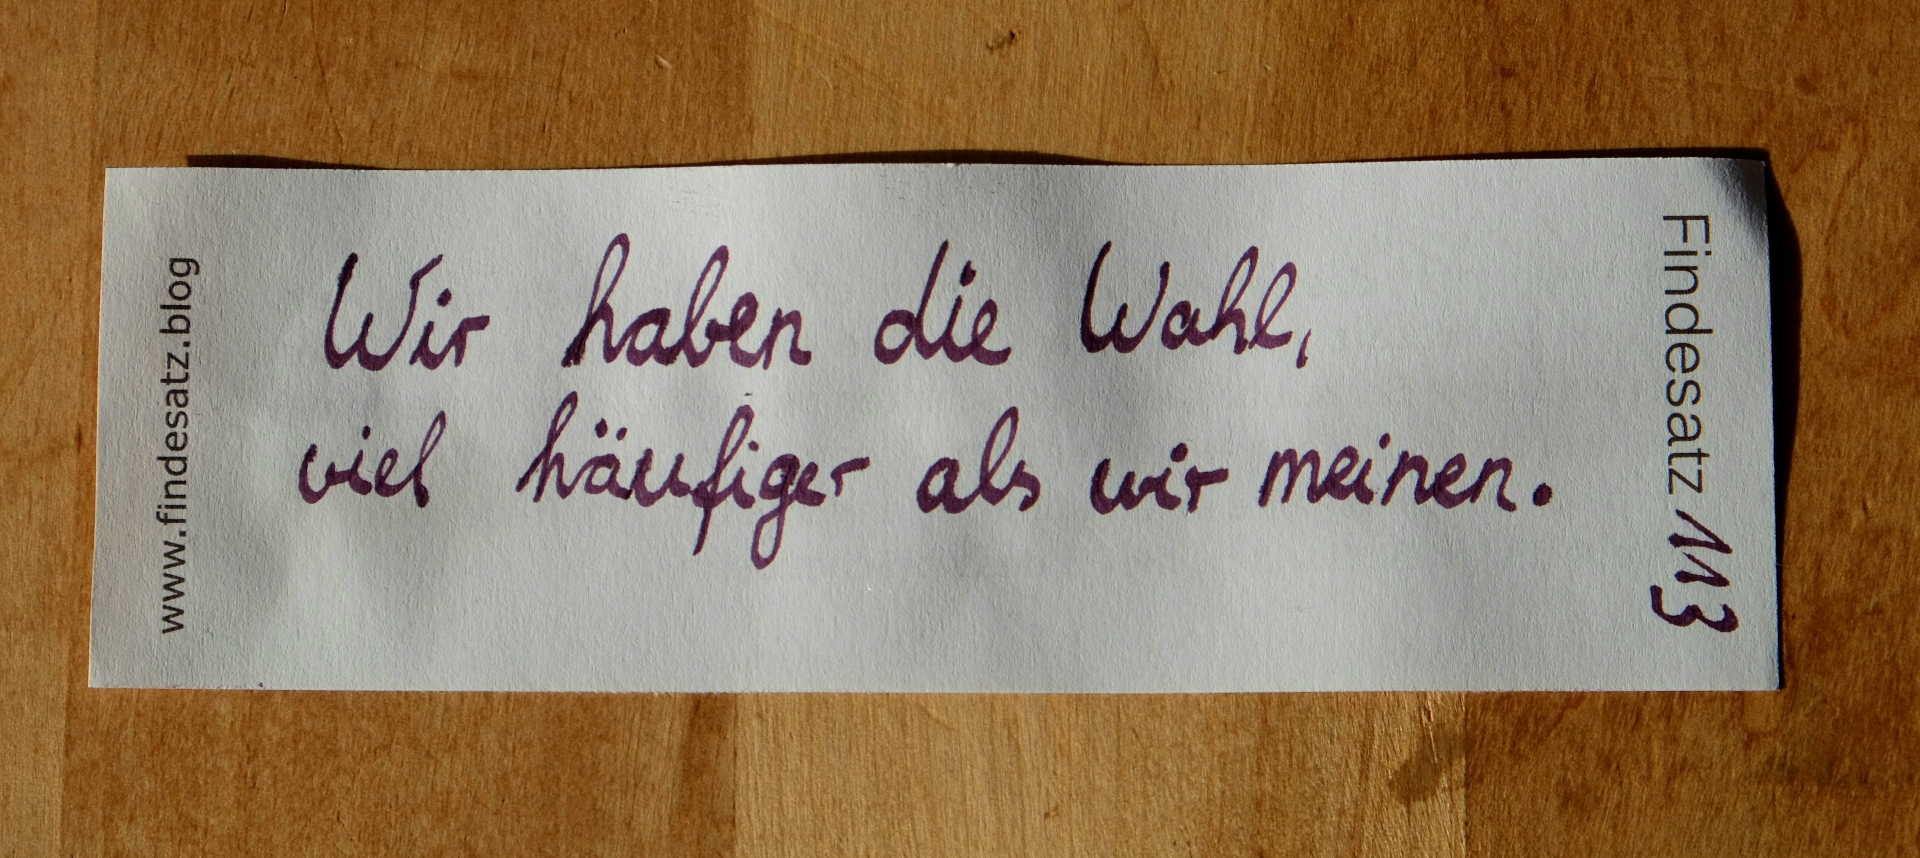 www.findesatz.blog
Wir haben die Wahl,
viel häufiger als wir meinen.
Findesatz 113